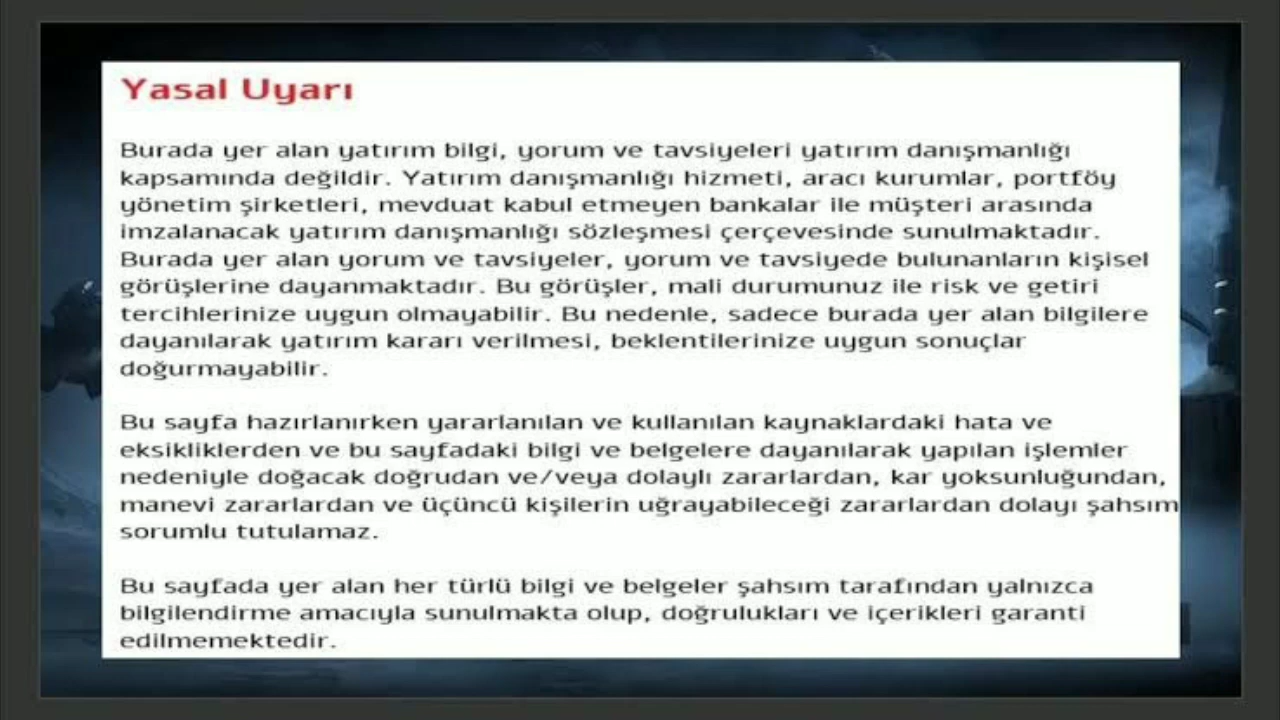 Yasal Uyarı
Burada yer alan yatırım bilgi, yorum ve tavsiyeleri yatırım danışmanlığı
kapsamında değildir. Yatırım danışmanlığı hizmeti, aracı kurumlar, portföy
yönetim şirketleri, mevduat kabul etmeyen bankalar ile müşteri arasında
imzalanacak yatırım danışmanlığı sözleşmesi çerçevesinde sunulmaktadır.
Burada yer alan yorum ve tavsiyeler, yorum ve tavsiyede bulunanların kişisel
görüşlerine dayanmaktadır. Bu görüşler, mali durumunuz ile risk ve getiri
tercihlerinize uygun olmayabilir. Bu nedenle, sadece burada yer alan bilgilere
dayanılarak yatırım kararı verilmesi, beklentilerinize uygun sonuçlar
doğurmayabilir.
Bu sayfa hazırlanırken yararlanılan ve kullanılan kaynaklardaki hata ve
eksikliklerden ve bu sayfadaki bilgi ve belgelere dayanılarak yapılan işlemler
nedeniyle doğacak doğrudan ve/veya dolaylı zararlardan, kar yoksunluğundan,
manevi zararlardan ve üçüncü kişilerin uğrayabileceği zararlardan dolayı şahsım
sorumlu tutulamaz.
Bu sayfada yer alan her türlü bilgi ve belgeler şahsım tarafından yalnızca
bilgilendirme amacıyla sunulmakta olup, doğrulukları ve içerikleri garanti
edilmemektedir.